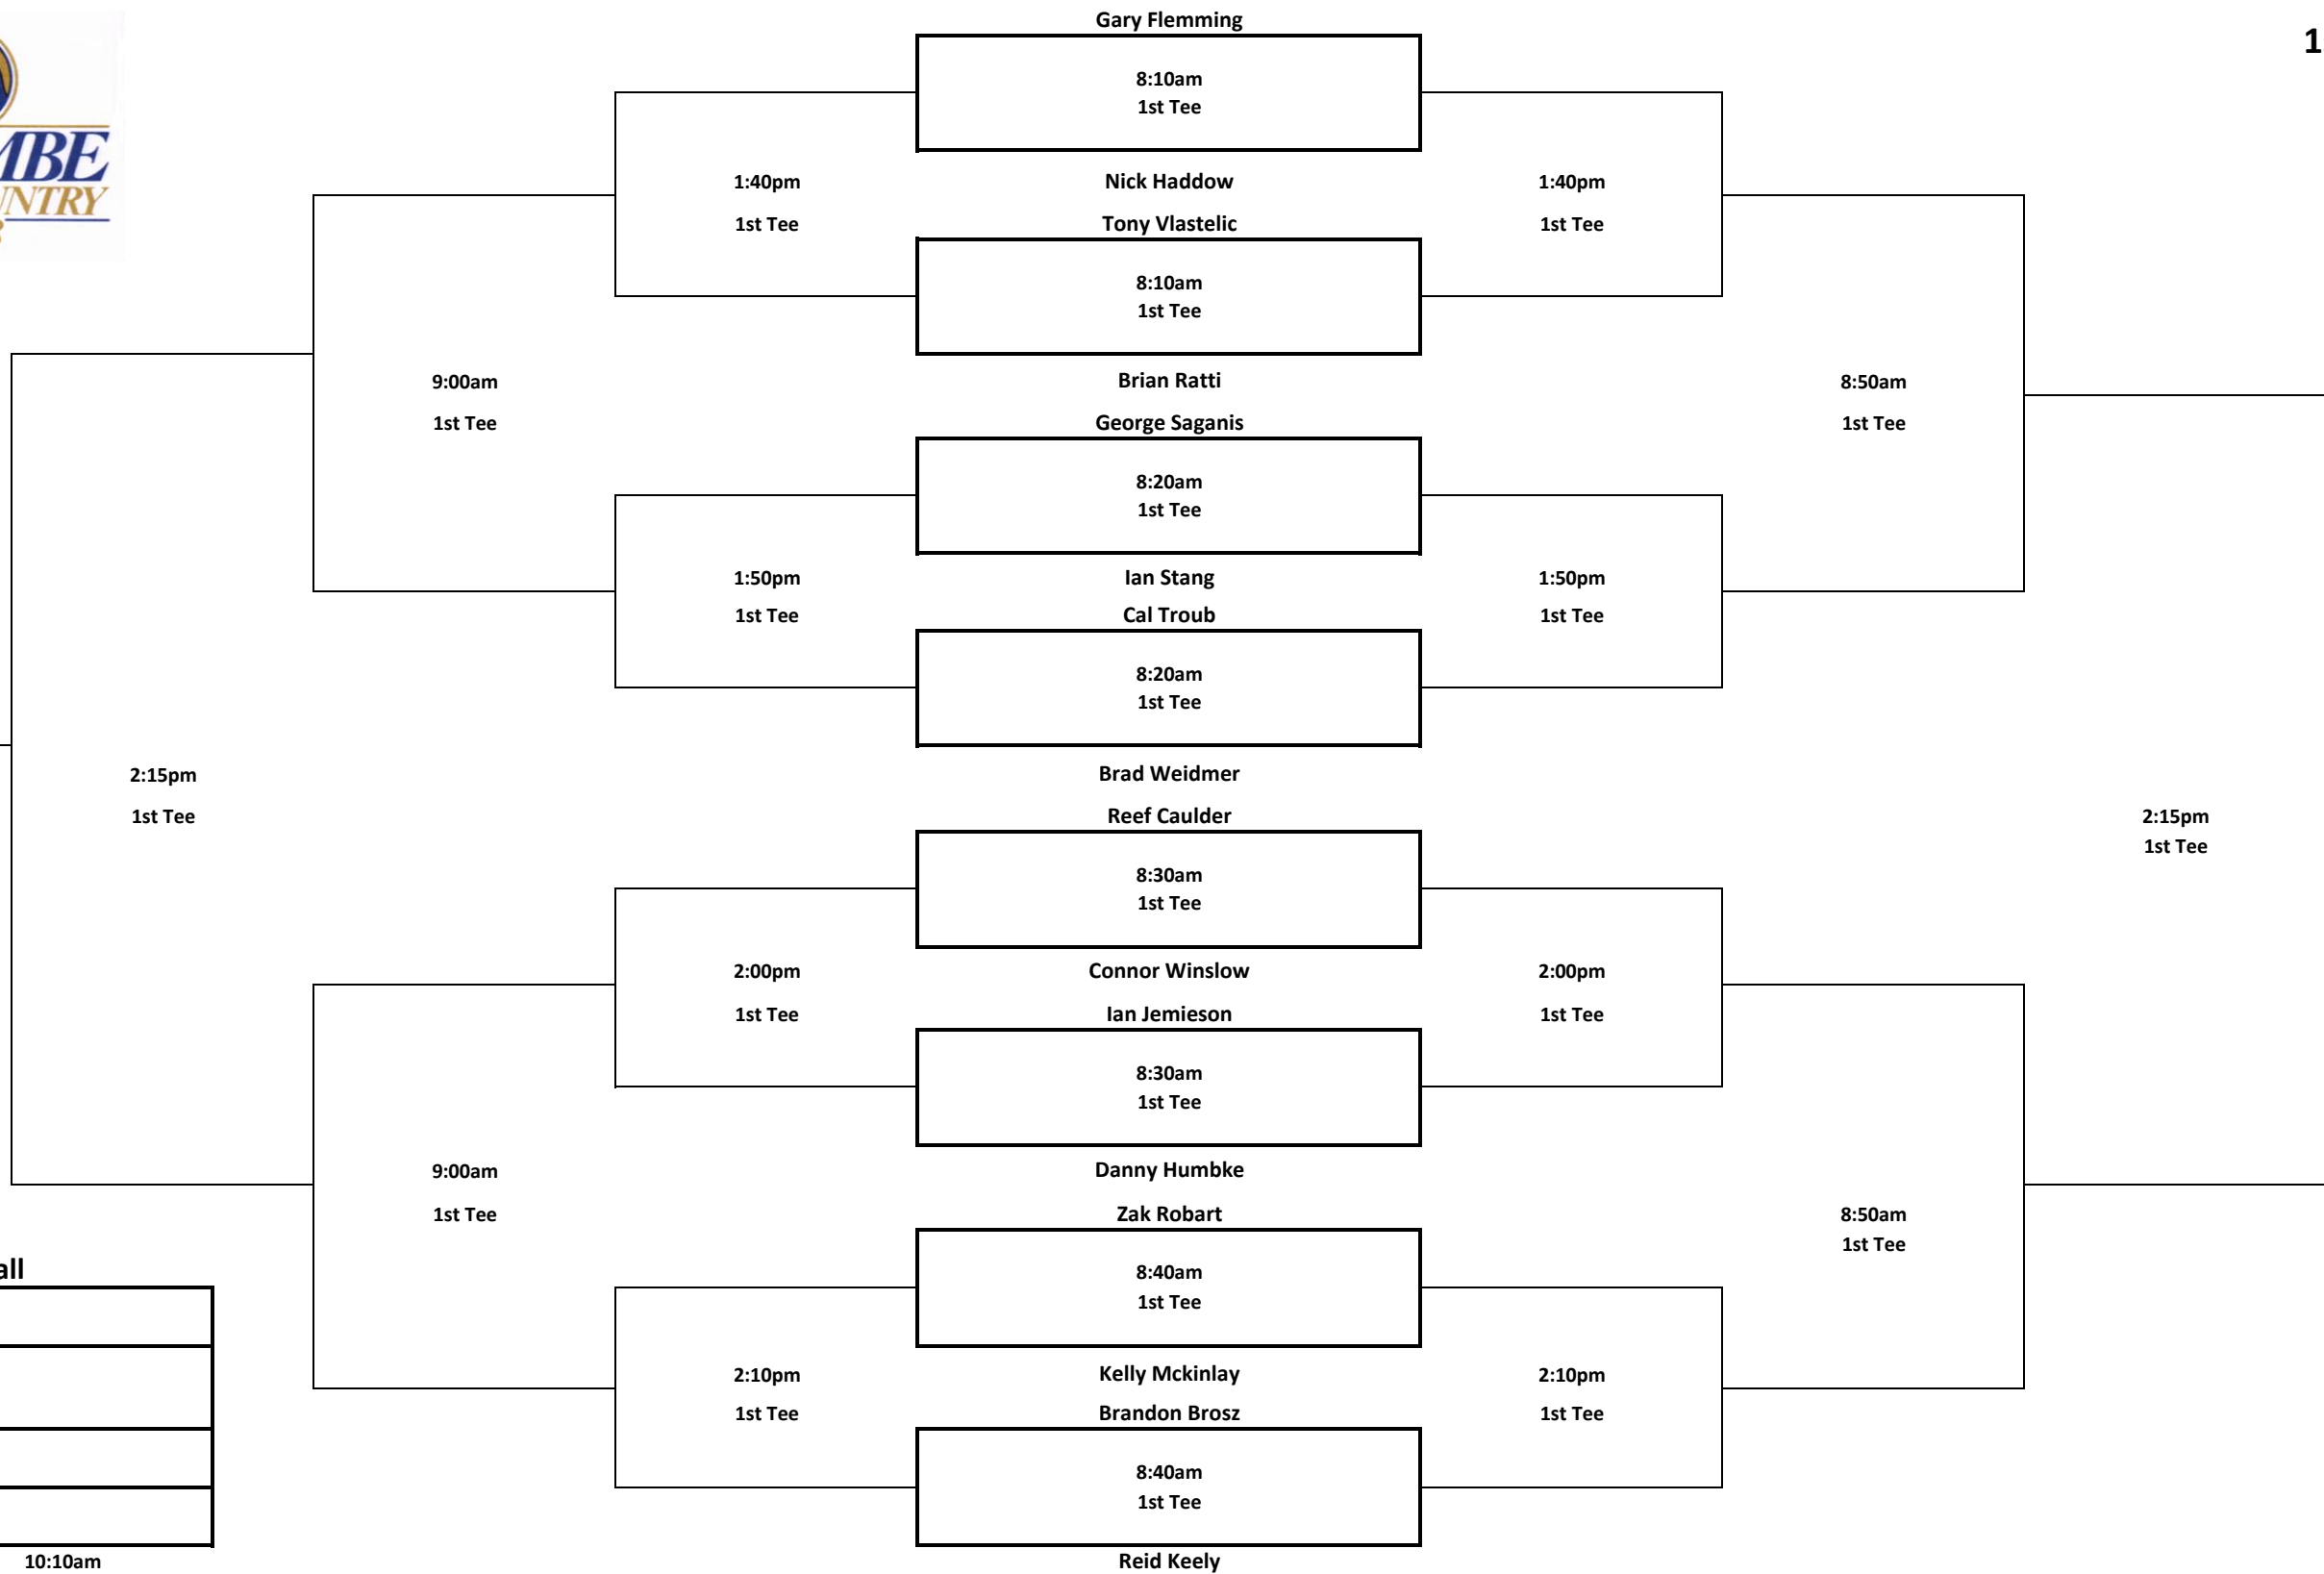 Gary Flemming
1
8:10am
1st Tee
1:40pm
Nick Haddow
1:40pm
1st Tee
Tony Vlastelic
1st Tee
8:10am
1st Tee
9:00am
Brian Ratti
8:50am
1st Tee
George Saganis
1st Tee
8:20am
1st Tee
1:50pm
Ian Stang
1:50pm
1st Tee
Cal Troub
1st Tee
8:20am
1st Tee
2:15pm
Brad Weidmer
1st Tee
Reef Caulder
2:15pm
1st Tee
8:30am
1st Tee
2:00pm
Connor Winslow
2:00pm
1st Tee
Ian Jemieson
1st Tee
8:30am
1st Tee
9:00am
Danny Humbke
1st Tee
Zak Robart
8:50am
1st Tee
all
8:40am
1st Tee
2:10pm
Kelly Mckinlay
2:10pm
1st Tee
Brandon Brosz
1st Tee
8:40am
1st Tee
10:10am
Reid Keely